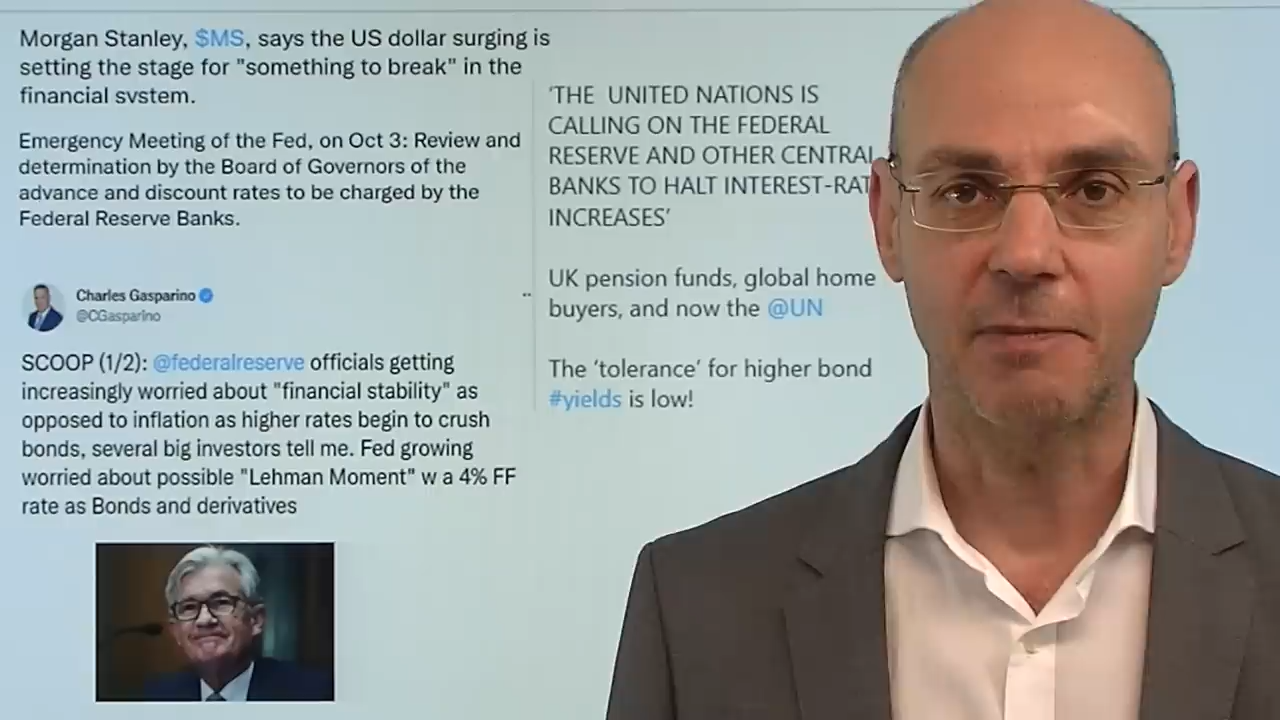 Morgan Stanley, $MS, says the US dollar surging is
setting the stage for "something to break" in the
financial system.
Emergency Meeting of the Fed, on Oct 3: Review and
determination by the Board of Governors of the
advance and discount rates to be charged by the
Federal Reserve Banks.
Charles Gasparino
@CGasparino
SCOOP (1/2): @federalreserve officials getting
increasingly worried about "financial stability" as
opposed to inflation as higher rates begin to crush
bonds, several big investors tell me. Fed growing
worried about possible "Lehman Moment" w a 4% FF
rate as Bonds and derivatives
‘THE UNITED NATIONS IS
CALLING ON THE FEDERAL
RESERVE AND OTHER CENTRAL
BANKS TO HALT INTEREST-RAT
INCREASES’
UK pension funds, global home
buyers, and now the @UN
The ‘tolerance’ for higher bond
#yields is low!